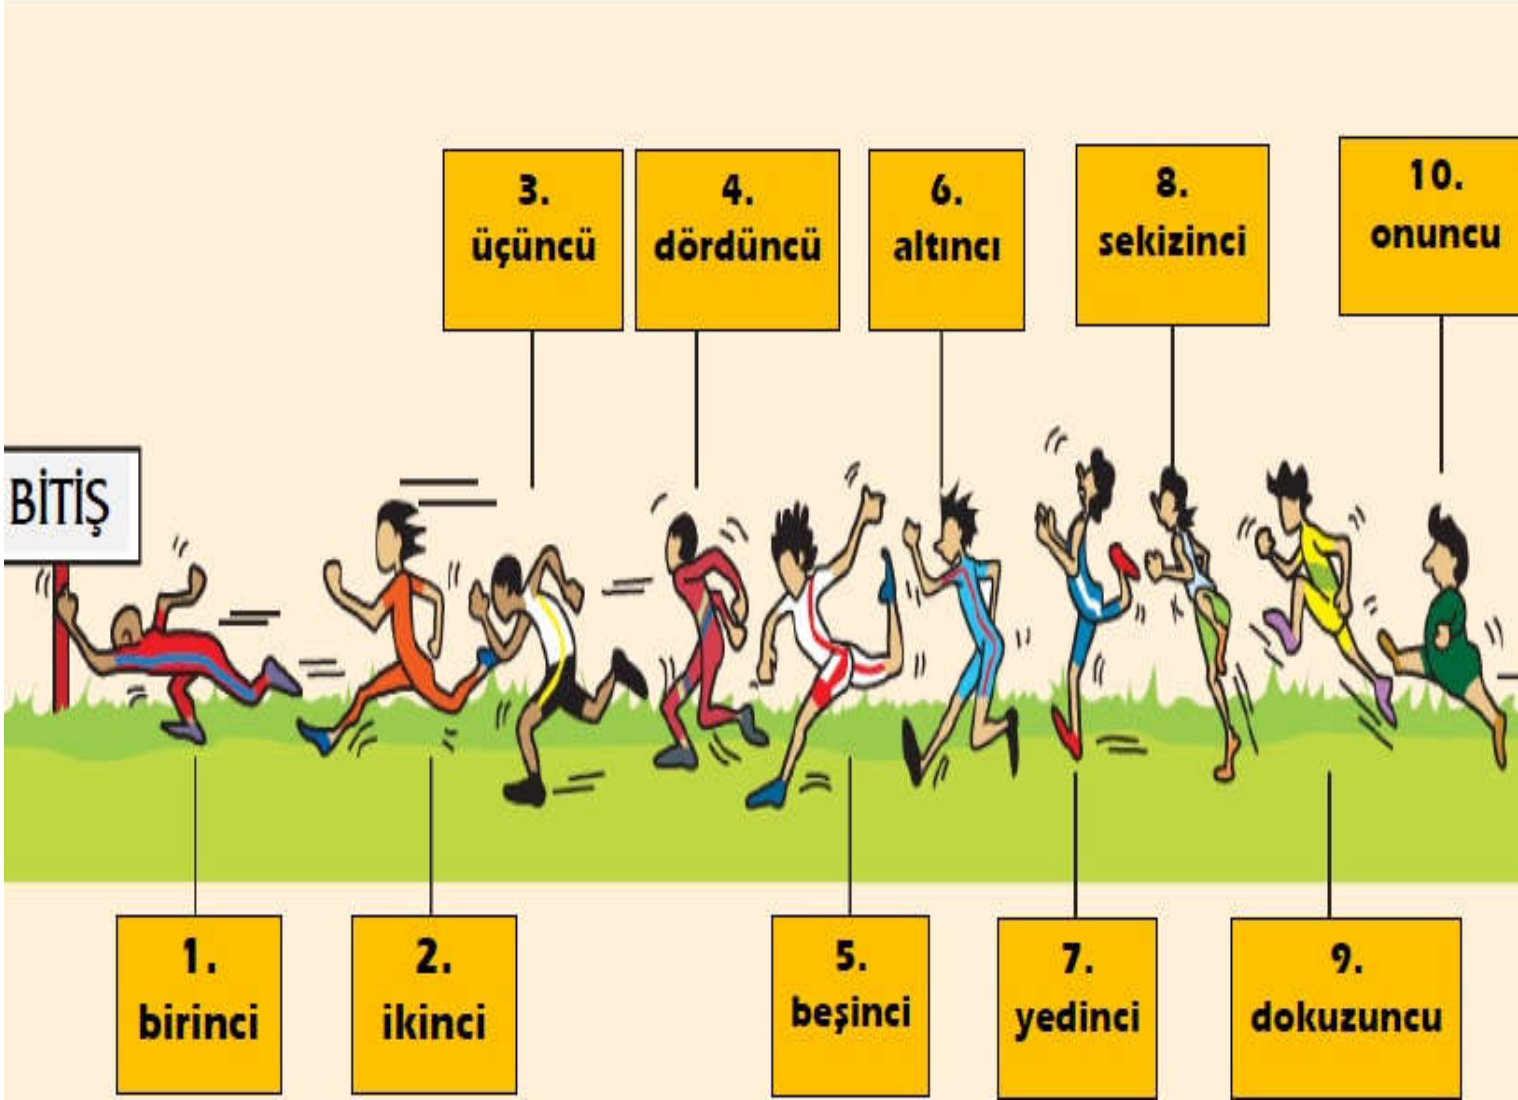 3.
üçüncü
4.
dördüncü
6.
altıncı
8.
sekizinci
10.
onuncu
BİTİŞ
1.
birinci
2.
ikinci
5.
beşinci
7.
yedinci
9.
dokuzuncu